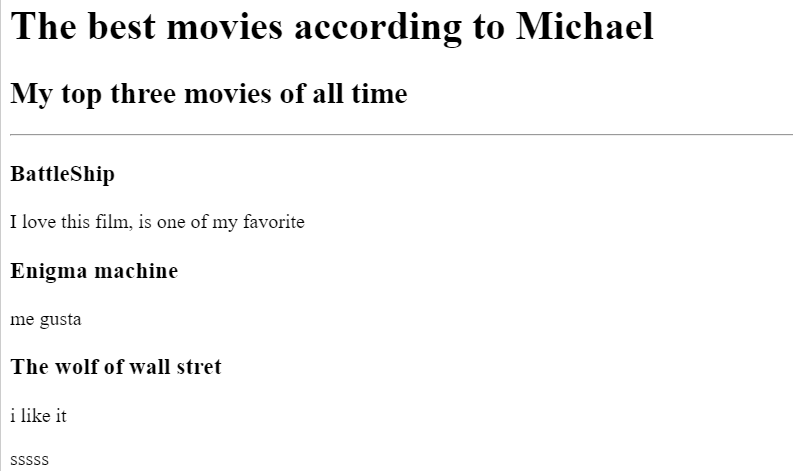 The best movies according to Michael
My top three movies of all time
BattleShip
I love this film, is one of my favorite
Enigma machine
me gusta
The wolf of wall stret
i like it
sssss